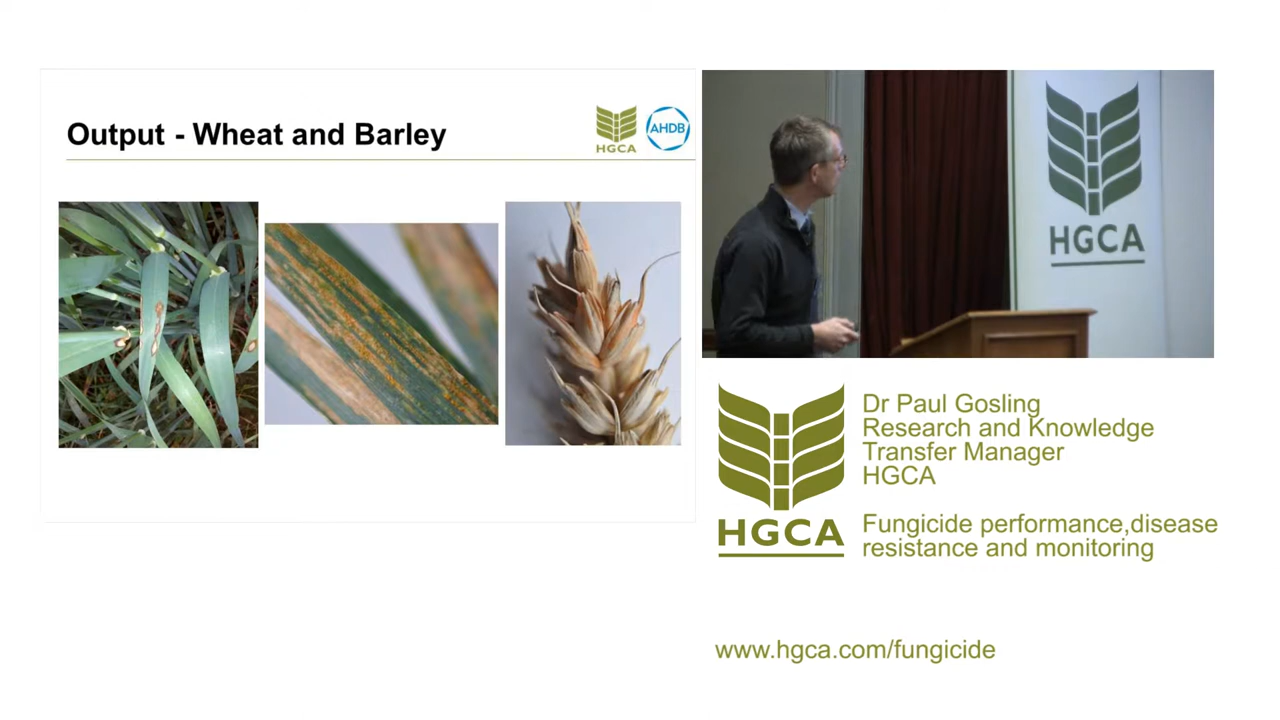 Output - Wheat and Barley
HGCA
AHDB
HGCA
HGCA
Dr Paul Gosling
Research and Knowledge
Transfer Manager
HGCA
Fungicide performance,disease
resistance and monitoring
www.hgca.com/fungicide